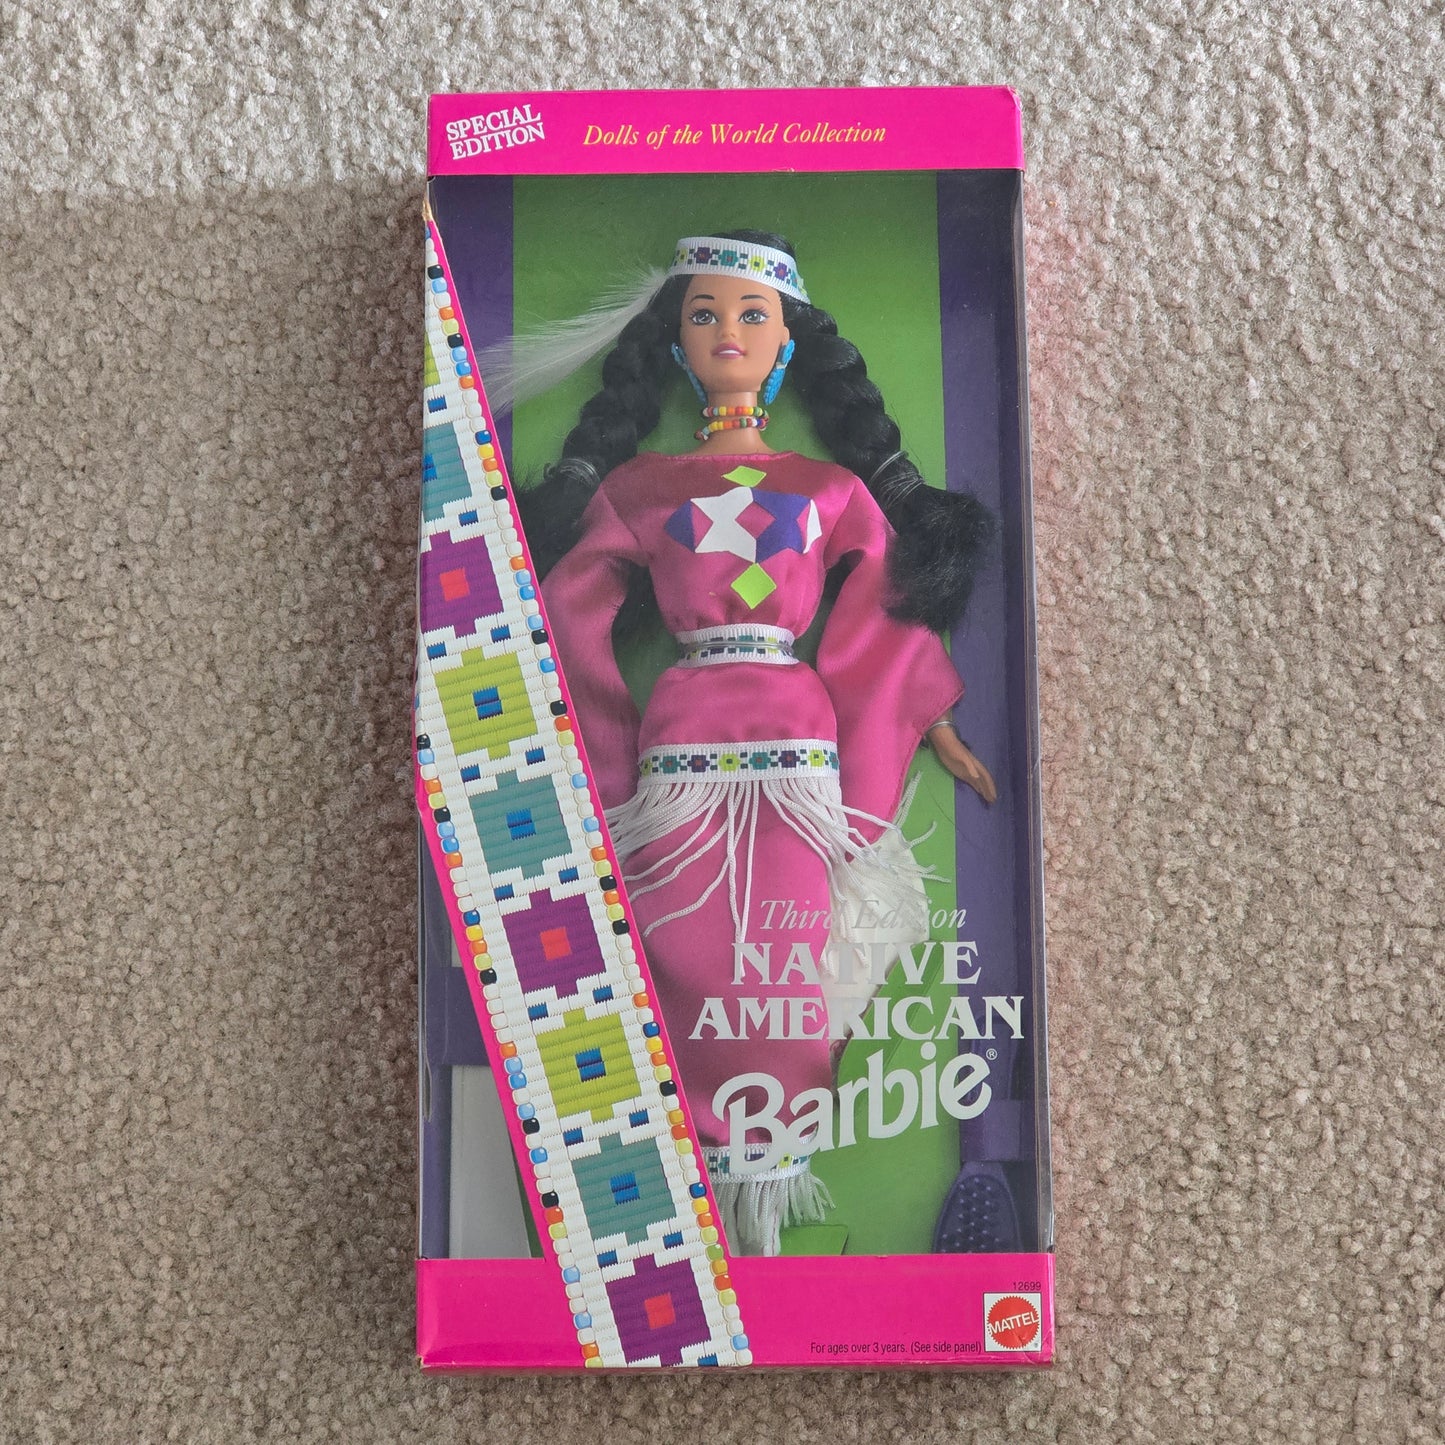 SPECIAL
EDITION
Dolls of the World Collection
Third Edition
NATIVE
AMERICAN
Barbie®
12699
MATTEL
®
For ages over 3 years. (See side panel)